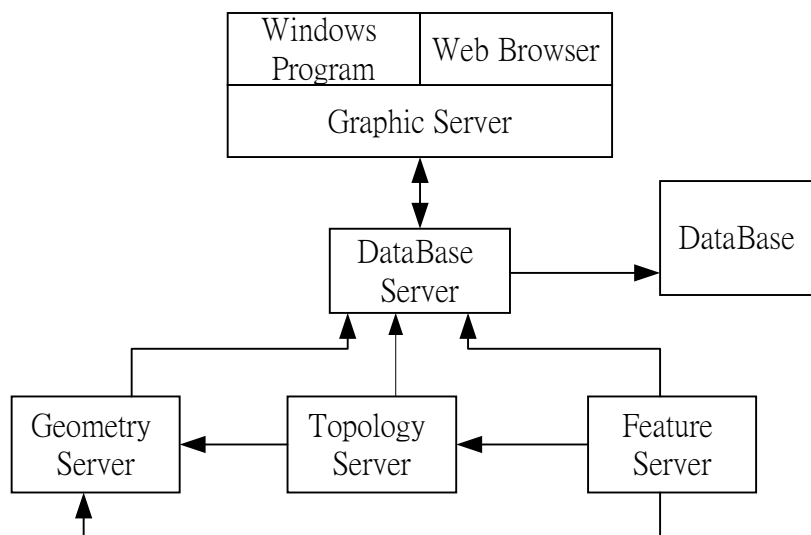 Windows
Program
Web Browser
Graphic Server
DataBase
Server
DataBase
Geometry
Server
Topology
Server
Feature
Server